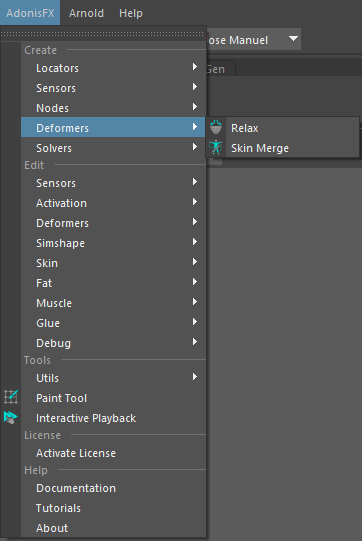 AdonisFX Arnold Help
ose Manuel
Gen
Create
Locators
Sensors
Nodes
Deformers
Relax
Solvers
Skin Merge
Edit
Sensors
Activation
Deformers
Simshape
Skin
Fat
Muscle
Glue
Debug
Tools
Utils
Paint Tool
Interactive Playback
License
Activate License
Help
Documentation
Tutorials
About